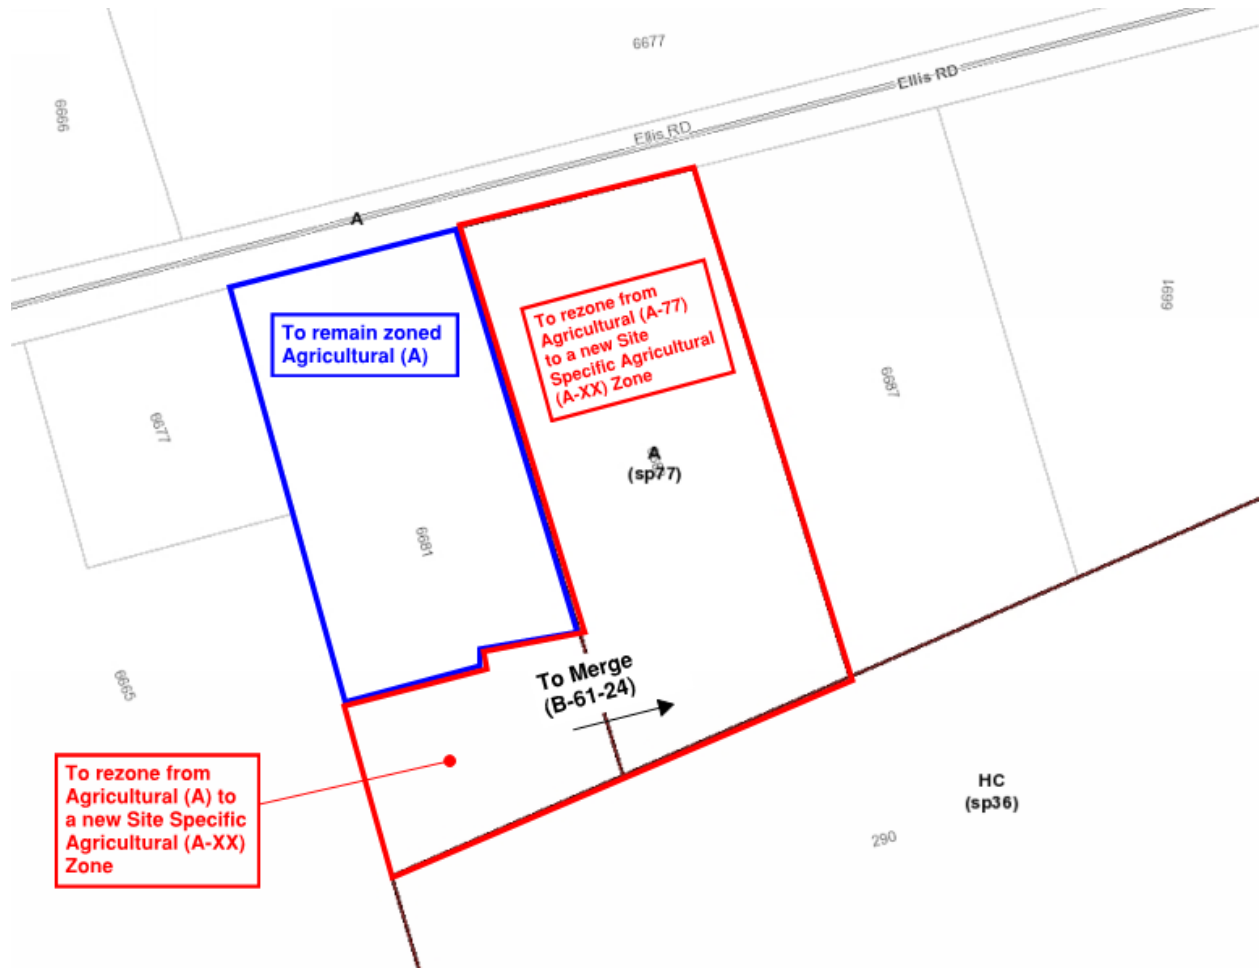 6677
Ellis RD
6666
Ellis RD
A
To rezone from
Agricultural (A-77)
to a new Site
Specific Agricultural
(A-XX) Zone
To remain zoned
Agricultural (A)
6691
6687
6677
A
(sp77)
6681
To Merge
(B-61-24)
6665
To rezone from
Agricultural (A) to
a new Site Specific
Agricultural (A-XX)
Zone
HC
(sp36)
290